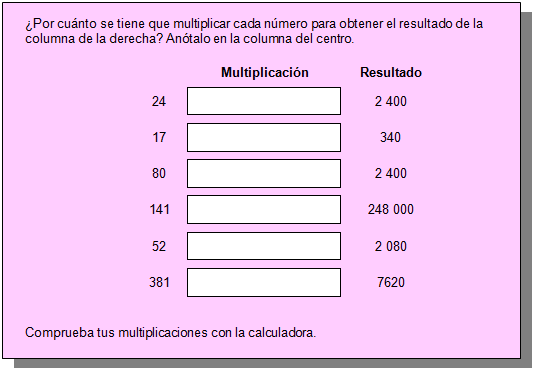 ¿Por cuánto se tiene que multiplicar cada número para obtener el resultado de la
columna de la derecha? Anótalo en la columna del centro.
Multiplicación Resultado
24 2 400
17 340
80 2 400
141 248 000
52 2 080
381 7620
Comprueba tus multiplicaciones con la calculadora.